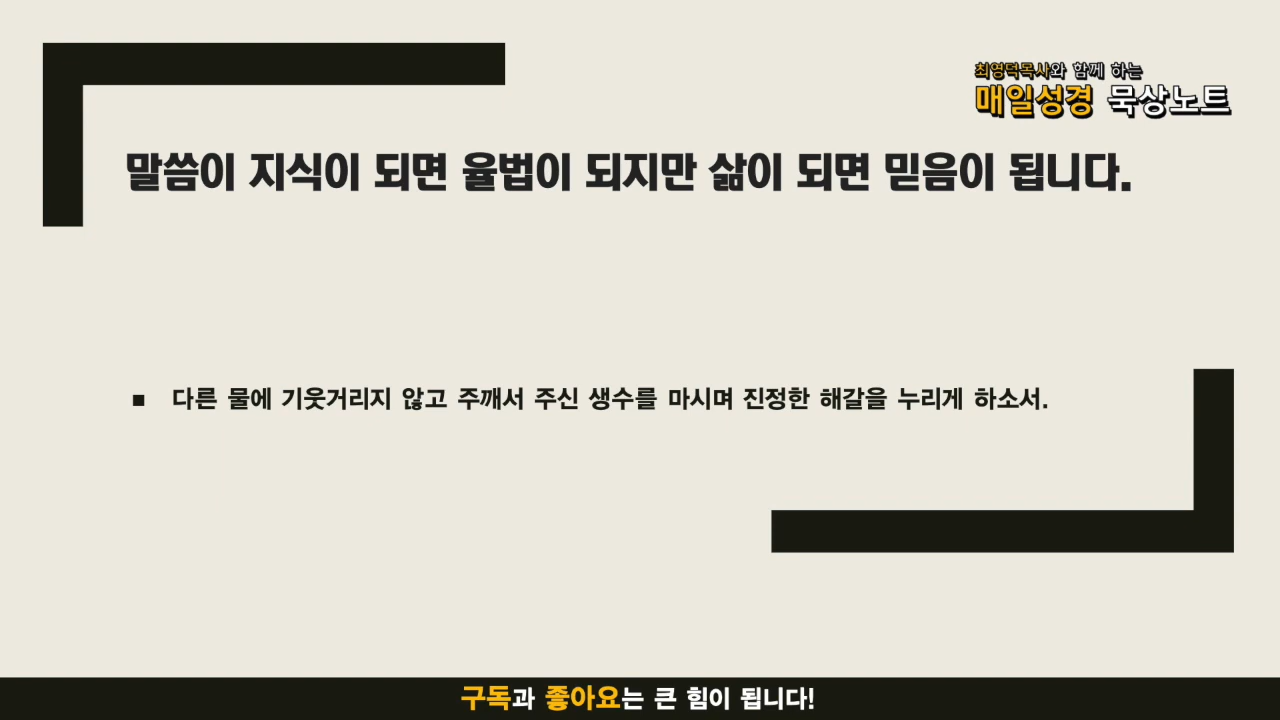 최영덕목사와 함께 하는
매일성경 묵상노트
말씀이 지식이 되면 율법이 되지만 삶이 되면 믿음이 됩니다.
▪ 다른 물에 기웃거리지 않고 주께서 주신 생수를 마시며 진정한 해갈을 누리게 하소서.
구독과 좋아요는 큰 힘이 됩니다!